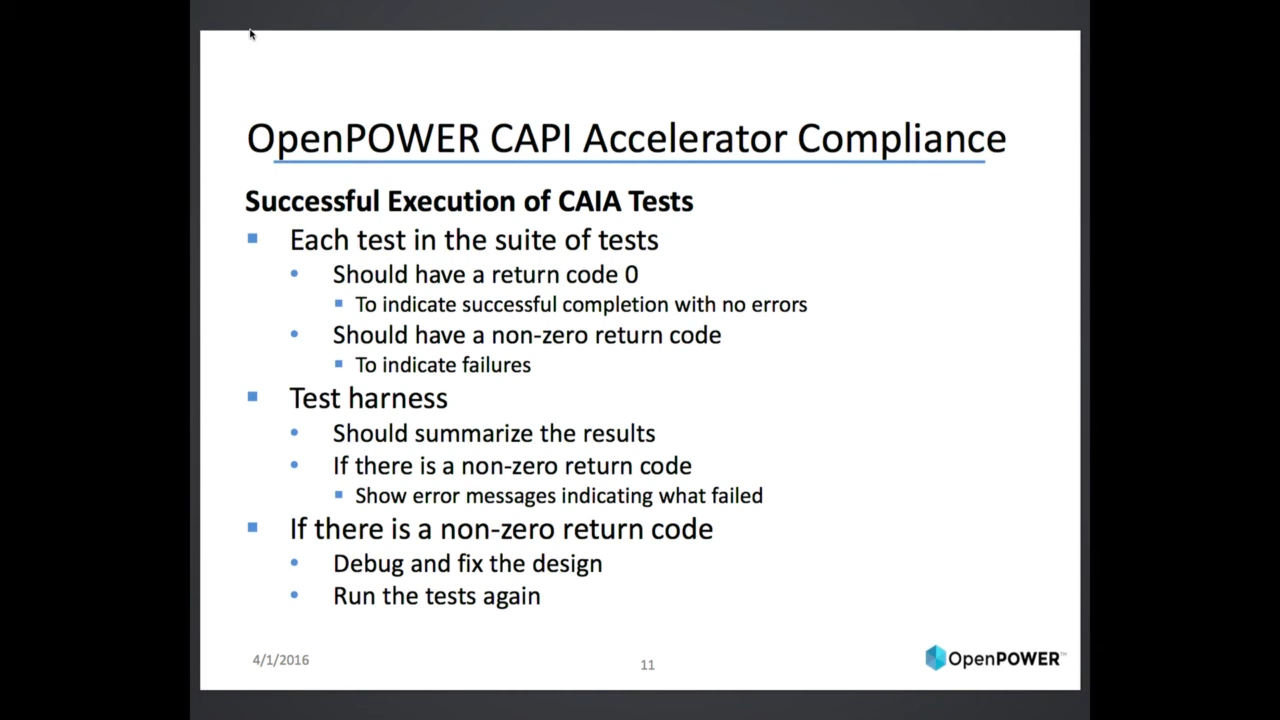 OpenPOWER CAPI Accelerator Compliance
Successful Execution of CAIA Tests
Each test in the suite of tests
Should have a return code 0
To indicate successful completion with no errors
Should have a non-zero return code
To indicate failures
Test harness
Should summarize the results
If there is a non-zero return code
Show error messages indicating what failed
If there is a non-zero return code
Debug and fix the design
Run the tests again
4/1/2016
11
OpenPOWER™